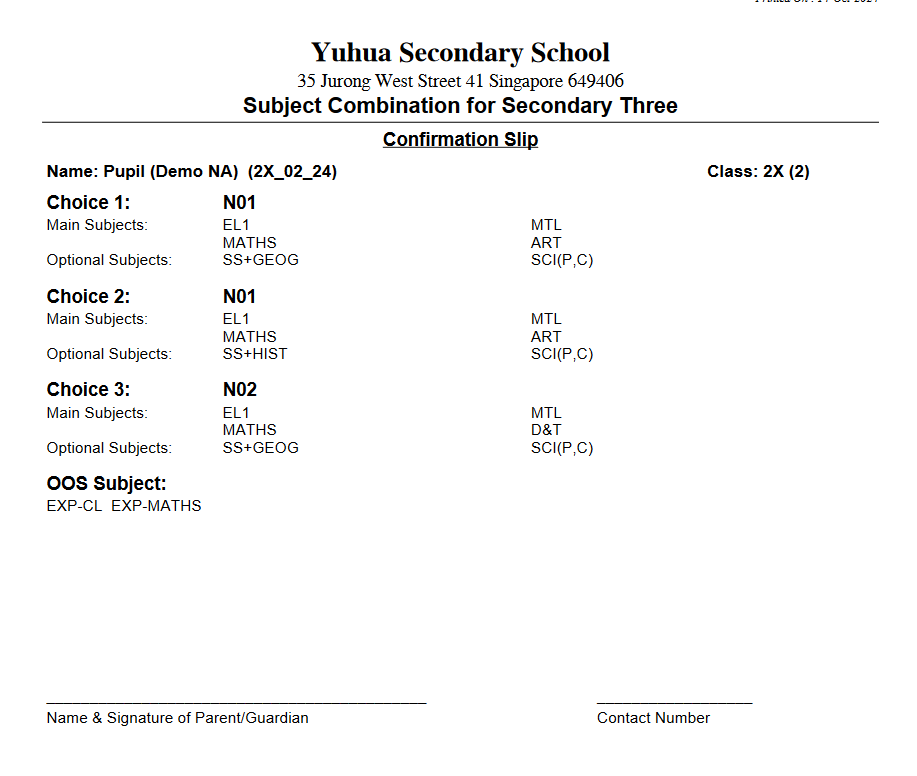 Yuhua Secondary School
35 Jurong West Street 41 Singapore 649406
Subject Combination for Secondary Three
Confirmation Slip
Name: Pupil (Demo NA) (2X_02_24) Class: 2X (2)
Choice 1: N01
Main Subjects: EL1 MTL
MATHS ART
Optional Subjects: SS+GEOG SCI(P,C)
Choice 2: N01
Main Subjects: EL1 MTL
MATHS ART
Optional Subjects: SS+HIST SCI(P,C)
Choice 3: N02
Main Subjects: EL1 MTL
MATHS D&T
Optional Subjects: SS+GEOG SCI(P,C)
OOS Subject:
EXP-CL EXP-MATHS
Name & Signature of Parent/Guardian Contact Number